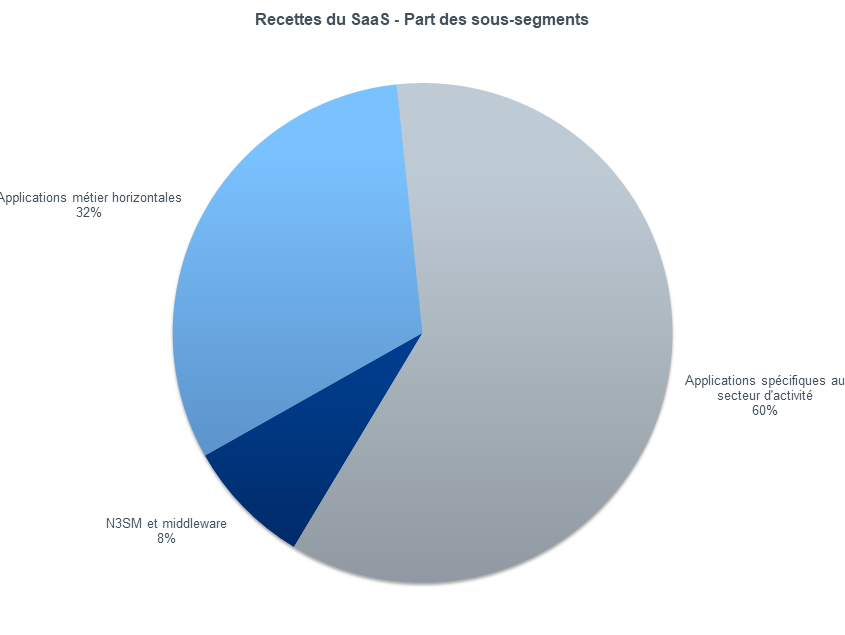 Recettes du SaaS - Part des sous-segments
Applications métier horizontales
32%
Applications spécifiques au
secteur d'activité
60%
N3SM et middleware
8%